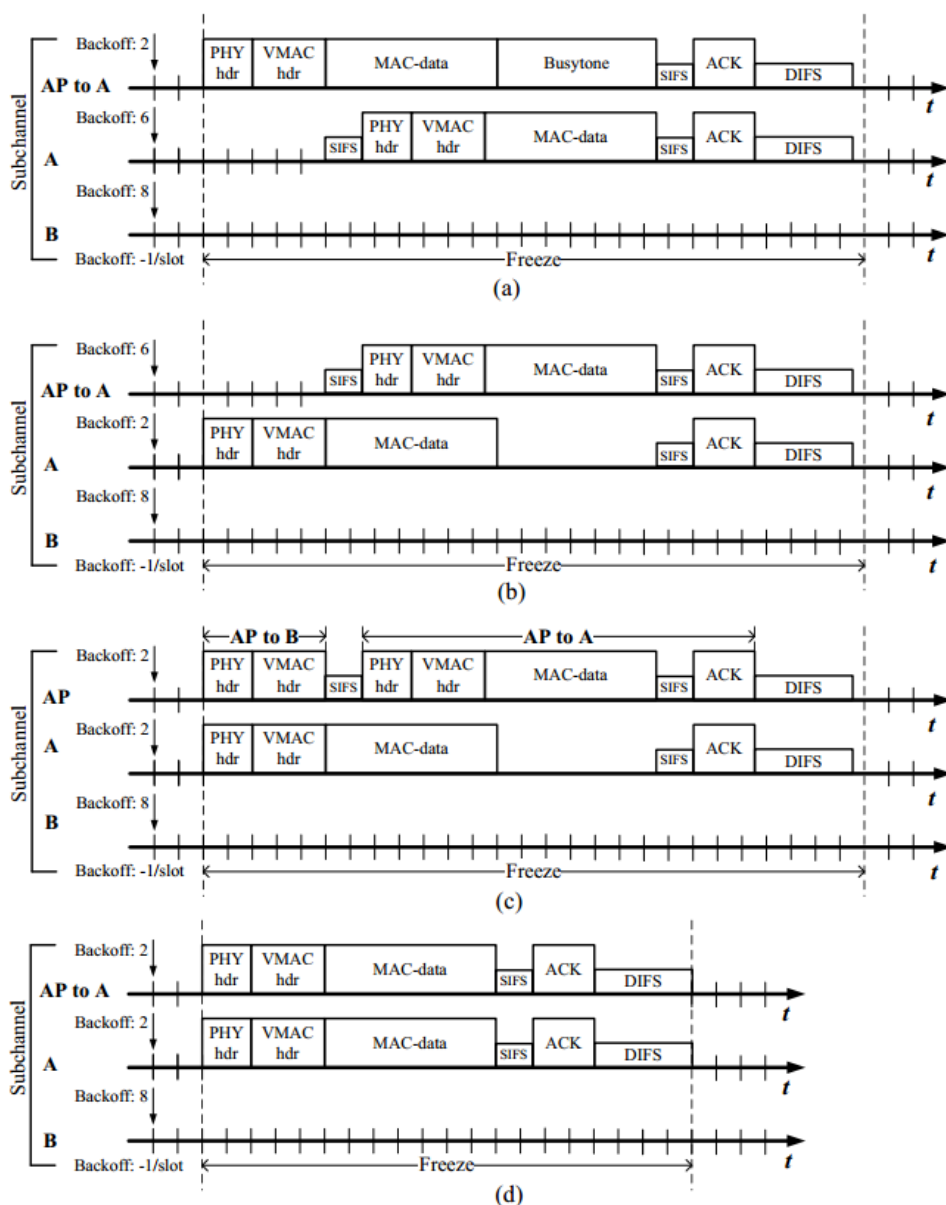 Backoff: 2
PHY hdr VMAC hdr MAC-data Busytone SIFS ACK DIFS
AP to A
t
Backoff: 6
SIFS PHY hdr VMAC hdr MAC-data SIFS ACK DIFS
A
t
Subchannel
Backoff: 8
B
t
Backoff: -1/slot
Freeze
(a)
Backoff: 6
SIFS PHY hdr VMAC hdr MAC-data SIFS ACK DIFS
AP to A
t
Backoff: 2
PHY hdr VMAC hdr MAC-data SIFS ACK DIFS
A
t
Subchannel
Backoff: 8
B
t
Backoff: -1/slot
Freeze
(b)
AP to B AP to A
Backoff: 2
PHY hdr VMAC hdr SIFS PHY hdr VMAC hdr MAC-data SIFS ACK DIFS
AP
t
Backoff: 2
PHY hdr VMAC hdr MAC-data SIFS ACK DIFS
A
t
Subchannel
Backoff: 8
B
t
Backoff: -1/slot
Freeze
(c)
Backoff: 2
PHY hdr VMAC hdr MAC-data SIFS ACK DIFS
AP to A
t
Backoff: 2
PHY hdr VMAC hdr MAC-data SIFS ACK DIFS
A
t
Subchannel
Backoff: 8
B
t
Backoff: -1/slot
Freeze
(d)